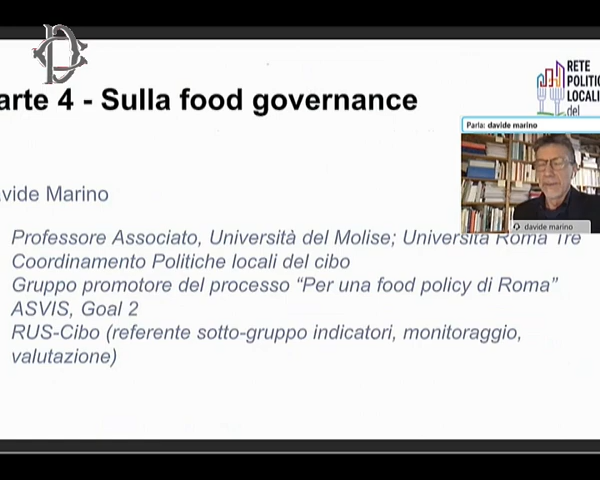 arte 4 - Sulla food governance
RETE
POLITIC
LOCALI
del
Parla: davide marino
davide marino
vide Marino
Professore Associato, Università del Molise; Università Roma Tre
Coordinamento Politiche locali del cibo
Gruppo promotore del processo “Per una food policy di Roma”
ASVIS, Goal 2
RUS-Cibo (referente sotto-gruppo indicatori, monitoraggio,
valutazione)